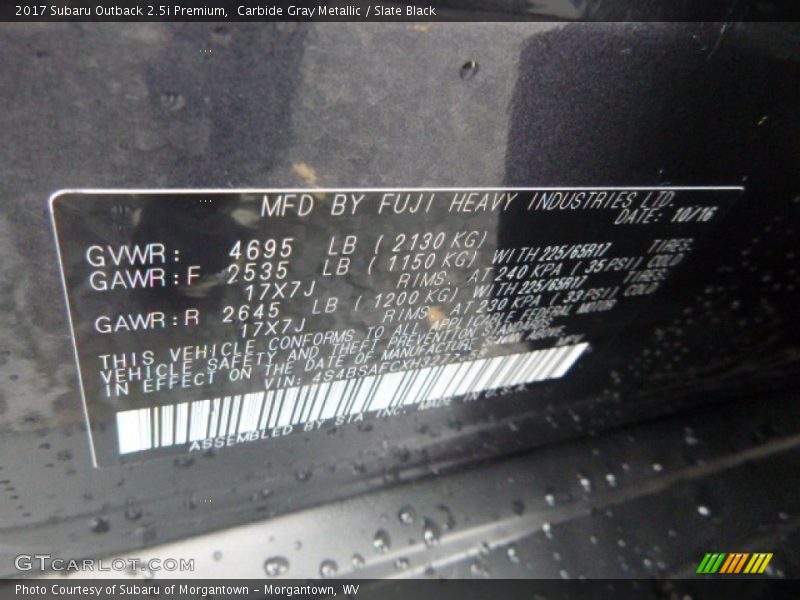 2017 Subaru Outback 2.5i Premium, Carbide Gray Metallic / Slate Black
MFD BY FUJI HEAVY INDUSTRIES LTD.
DATE: 10/16
GVWR: 4695 LB (2130 KG)
GAWR:F 2535 LB (1150 KG) WITH 225/65R17 TIRES.
17X7J RIMS. AT 240 KPA (35 PSI) COLD
GAWR:R 2645 LB (1200 KG) WITH 225/65R17 TIRES.
17X7J RIMS. AT 230 KPA (33 PSI) COLD
THIS VEHICLE CONFORMS TO ALL APPLICABLE FEDERAL MOTOR
VEHICLE SAFETY AND THEFT PREVENTION STANDARDS
IN EFFECT ON THE DATE OF MANUFACTURE SHOWN ABOVE.
VIN: MPV
ASSEMBLED BY SIA INC. MADE IN U.S.A.
GTCARLOT.COM
Photo Courtesy of Subaru of Morgantown - Morgantown, WV